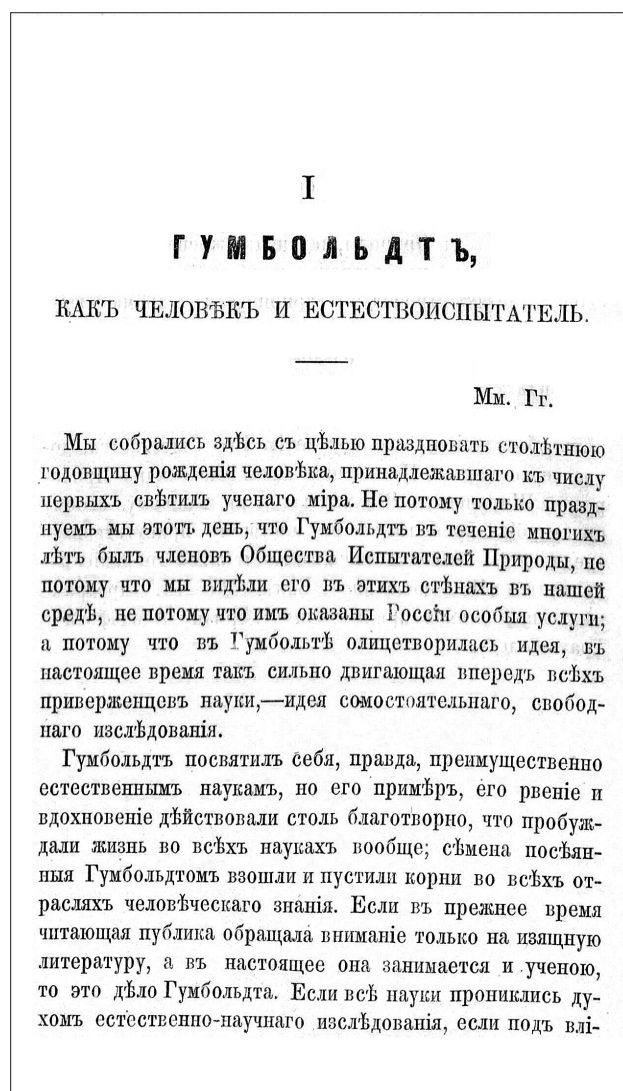 I
ГУМБОЛЬДТЪ,
КАКЪ ЧЕЛОВѢКЪ И ЕСТЕСТВОИСПЫТАТЕЛЬ.
Мм. Гг.
Мы собрались здѣсь съ цѣлью праздновать столѣтнюю
годовщину рожденія человѣка, принадлежавшаго къ числу
первыхъ свѣтилъ ученаго міра. Не потому только празд-
нуемъ мы этотъ день, что Гумбольдтъ въ теченіе многихъ
лѣтъ былъ членовъ Общества Испытателей Природы, не
потому что мы видѣли его въ этихъ стѣнахъ въ нашей
средѣ, не потому что имъ оказаны Россіи особыя услуги;
а потому что въ Гумбольтѣ олицетворилась идея, въ
настоящее время такъ сильно двигающая впередъ всѣхъ
приверженцевъ науки,—идея самостоятельнаго, свобод-
наго изслѣдованія.
Гумбольдтъ посвятилъ себя, правда, преимущественно
естественнымъ наукамъ, но его примѣръ, его рвеніе и
вдохновеніе дѣйствовали столь благотворно, что пробуж-
дали жизнь во всѣхъ наукахъ вообще; сѣмена посѣян-
ныя Гумбольдтомъ взошли и пустили корни во всѣхъ от-
расляхъ человѣческаго знанія. Если въ прежнее время
читающая публика обращала вниманіе только на изящную
литературу, а въ настоящее она занимается и ученою,
то это дѣло Гумбольдта. Если всѣ науки прониклись ду-
хомъ естественно-научнаго изслѣдованія, если подъ влі-